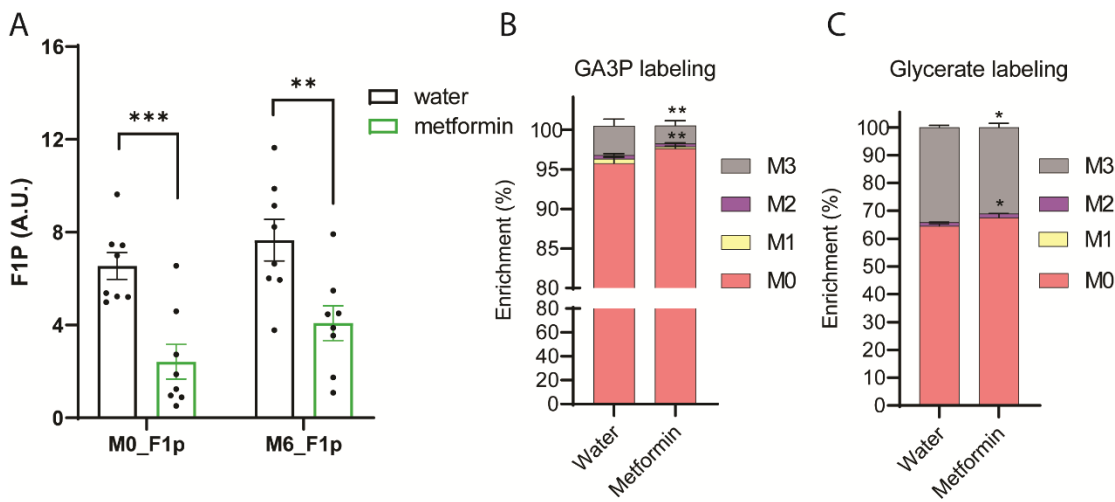 A
F1P (A.U.)
16
12
8
4
0
***
**
water
metformin
M0_F1p
M6_F1p
B
GA3P labeling
Enrichment (%)
100
95
90
85
80
80
60
40
20
0
**
**
M3
M2
M1
M0
Water
Metformin
C
Glycerate labeling
Enrichment (%)
100
90
80
70
60
50
40
30
20
10
0
*
*
M3
M2
M1
M0
Water
Metformin